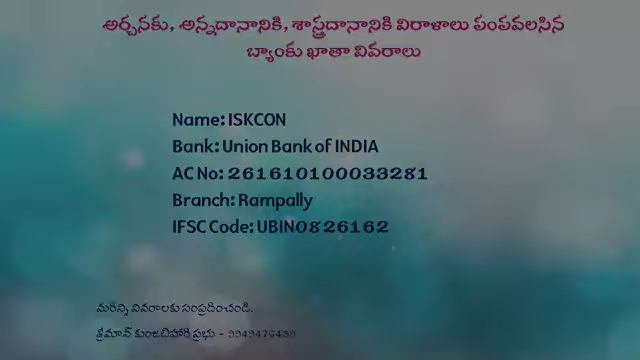 అర్చనకు, అన్నదానానికి, శాస్త్రదానానికి విరాళాలు పంపవలసిన
బ్యాంకు ఖాతా వివరాలు
Name: ISKCON
Bank: Union Bank of INDIA
AC No: 261610100033281
Branch: Rampally
IFSC Code: UBIN0826162
మరిన్ని వివరాలకు సంప్రదించండి.
శ్రీమాన్ కుంజబిహారి ప్రభు -